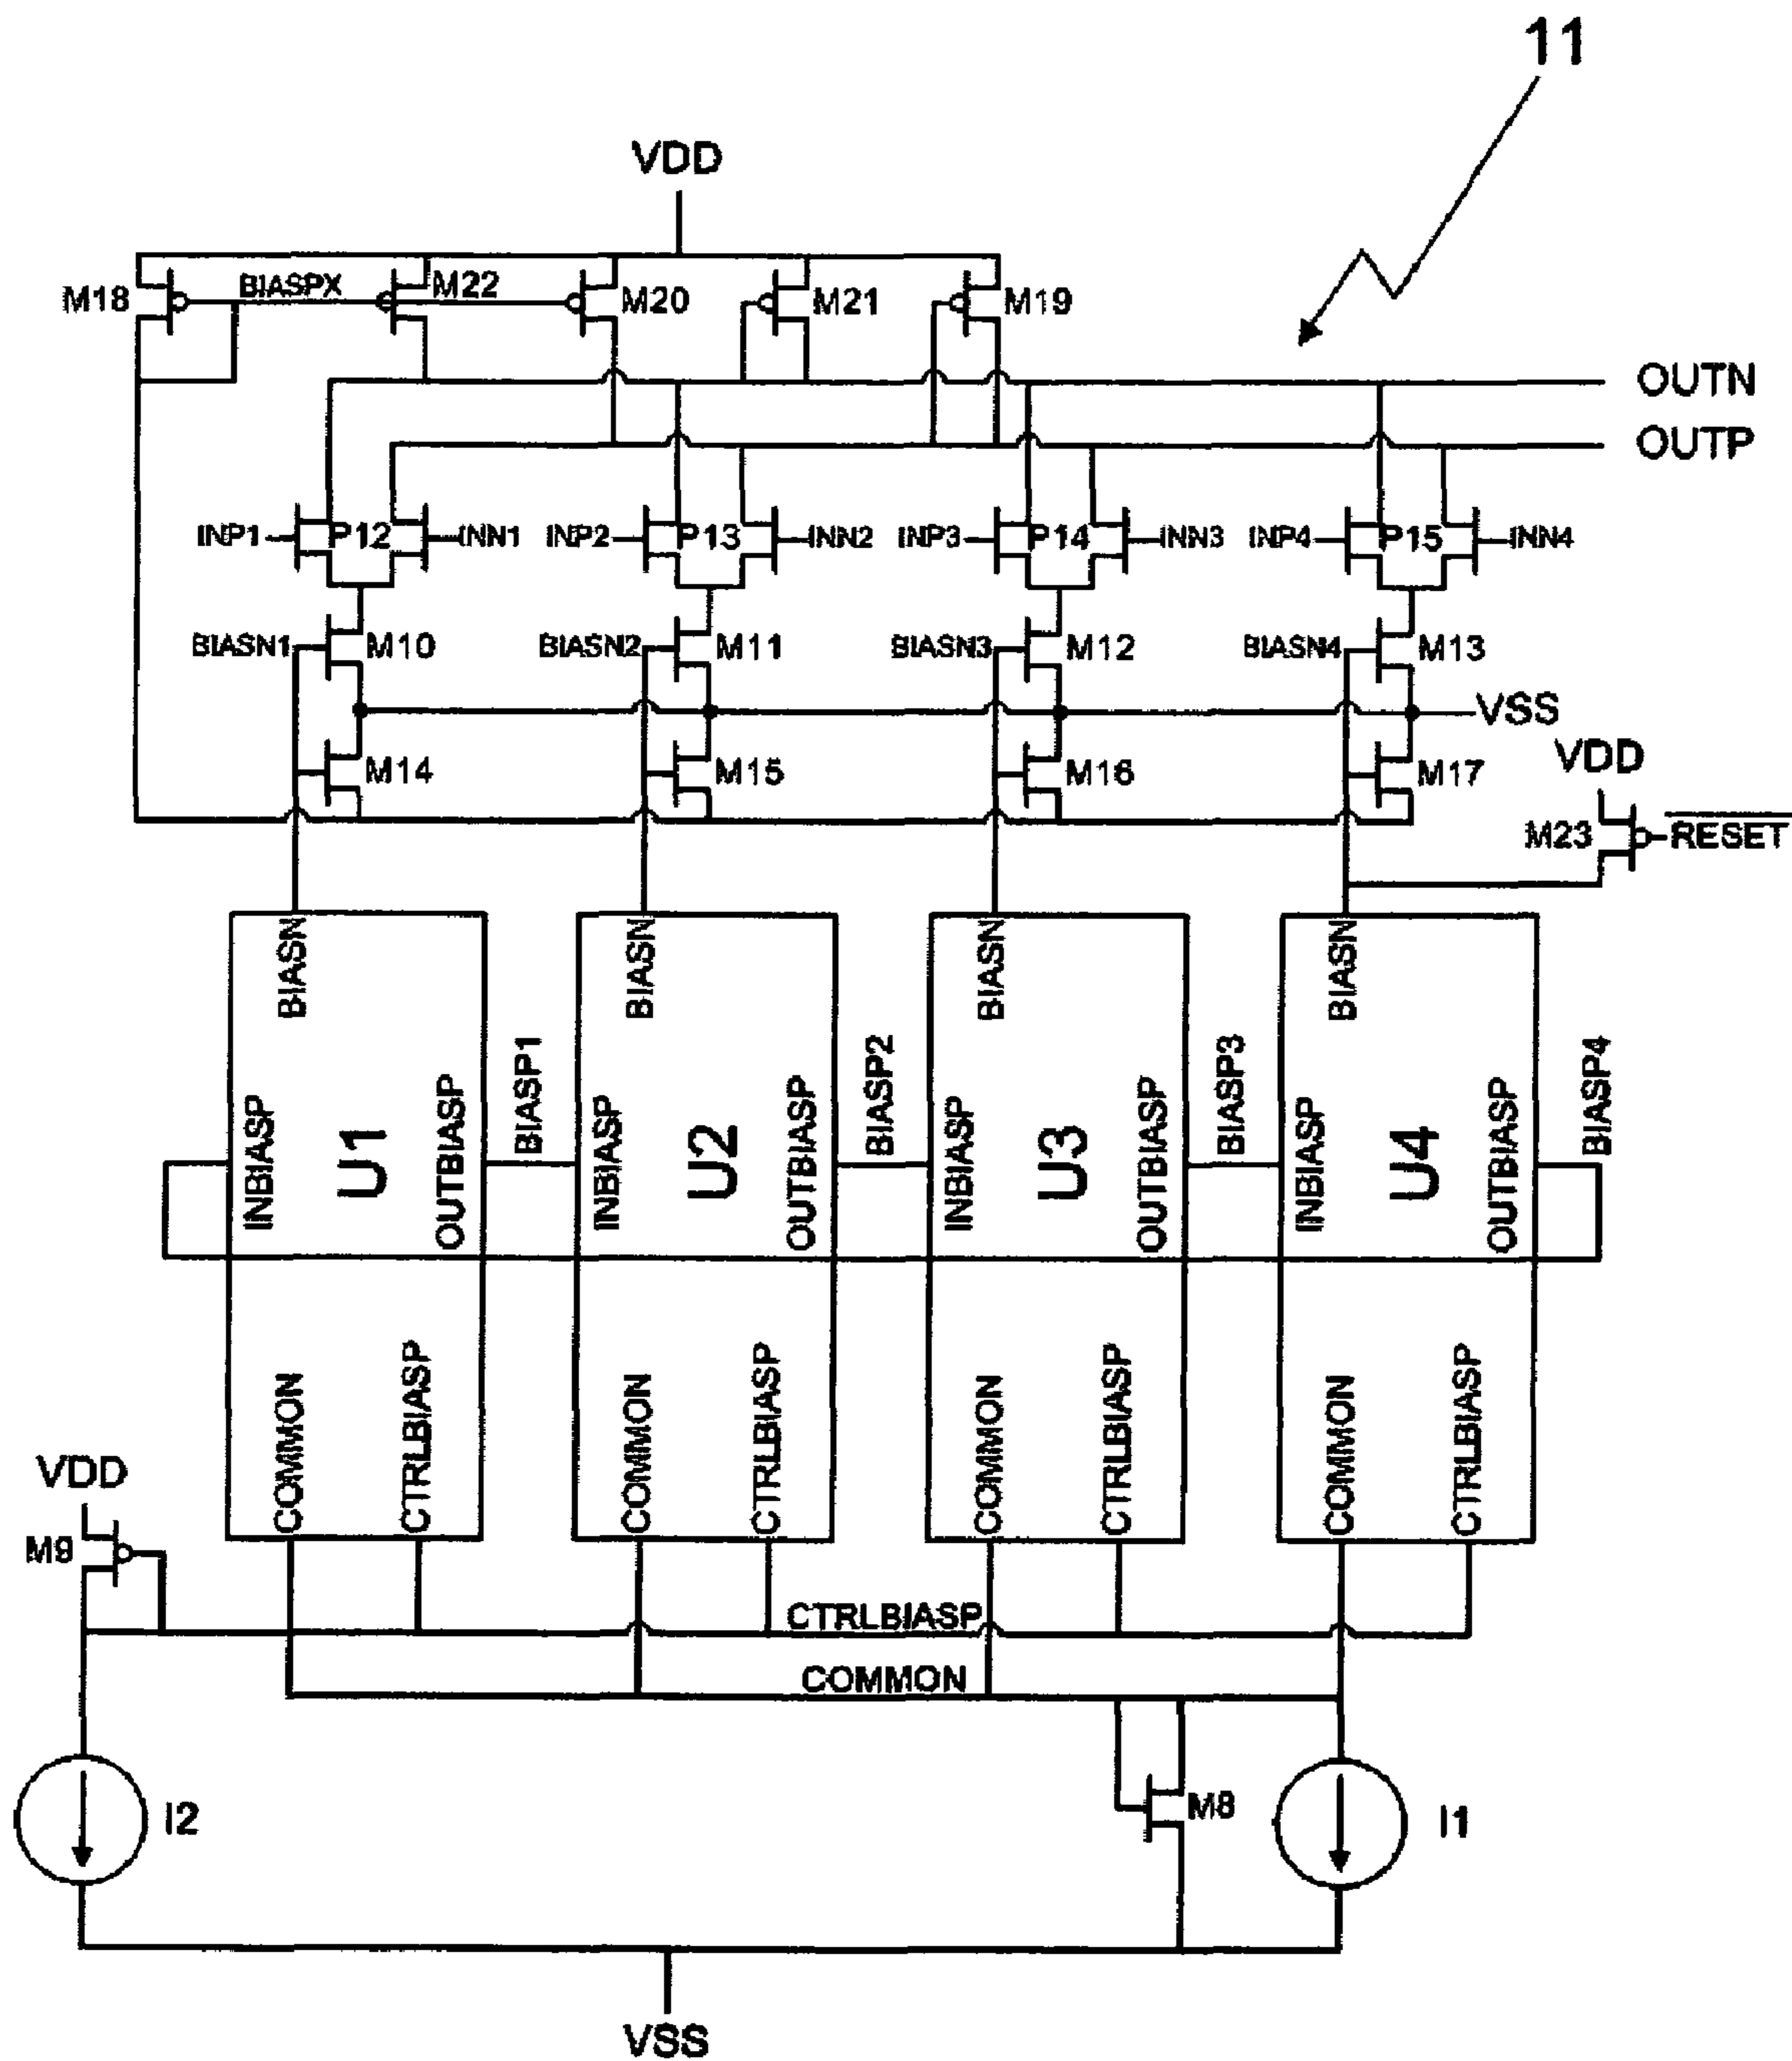 11
VDD
M18
BIASPX
M22
M20
M21
M19
OUTN
OUTP
INP1
P12
INN1
INP2
P13
INN2
INP3
P14
INN3
INP4
P15
INN4
BIASN1
M10
BIASN2
M11
BIASN3
M12
BIASN4
M13
VSS
M14
M15
M16
M17
VDD
M23
RESET
BIASN
BIASN
BIASN
BIASN
INBIASP
U1
OUTBIASP
BIASP1
INBIASP
U2
OUTBIASP
BIASP2
INBIASP
U3
OUTBIASP
BIASP3
INBIASP
U4
OUTBIASP
BIASP4
COMMON
CTRLBIASP
COMMON
CTRLBIASP
COMMON
CTRLBIASP
COMMON
CTRLBIASP
VDD
M9
CTRLBIASP
COMMON
I2
M8
I1
VSS